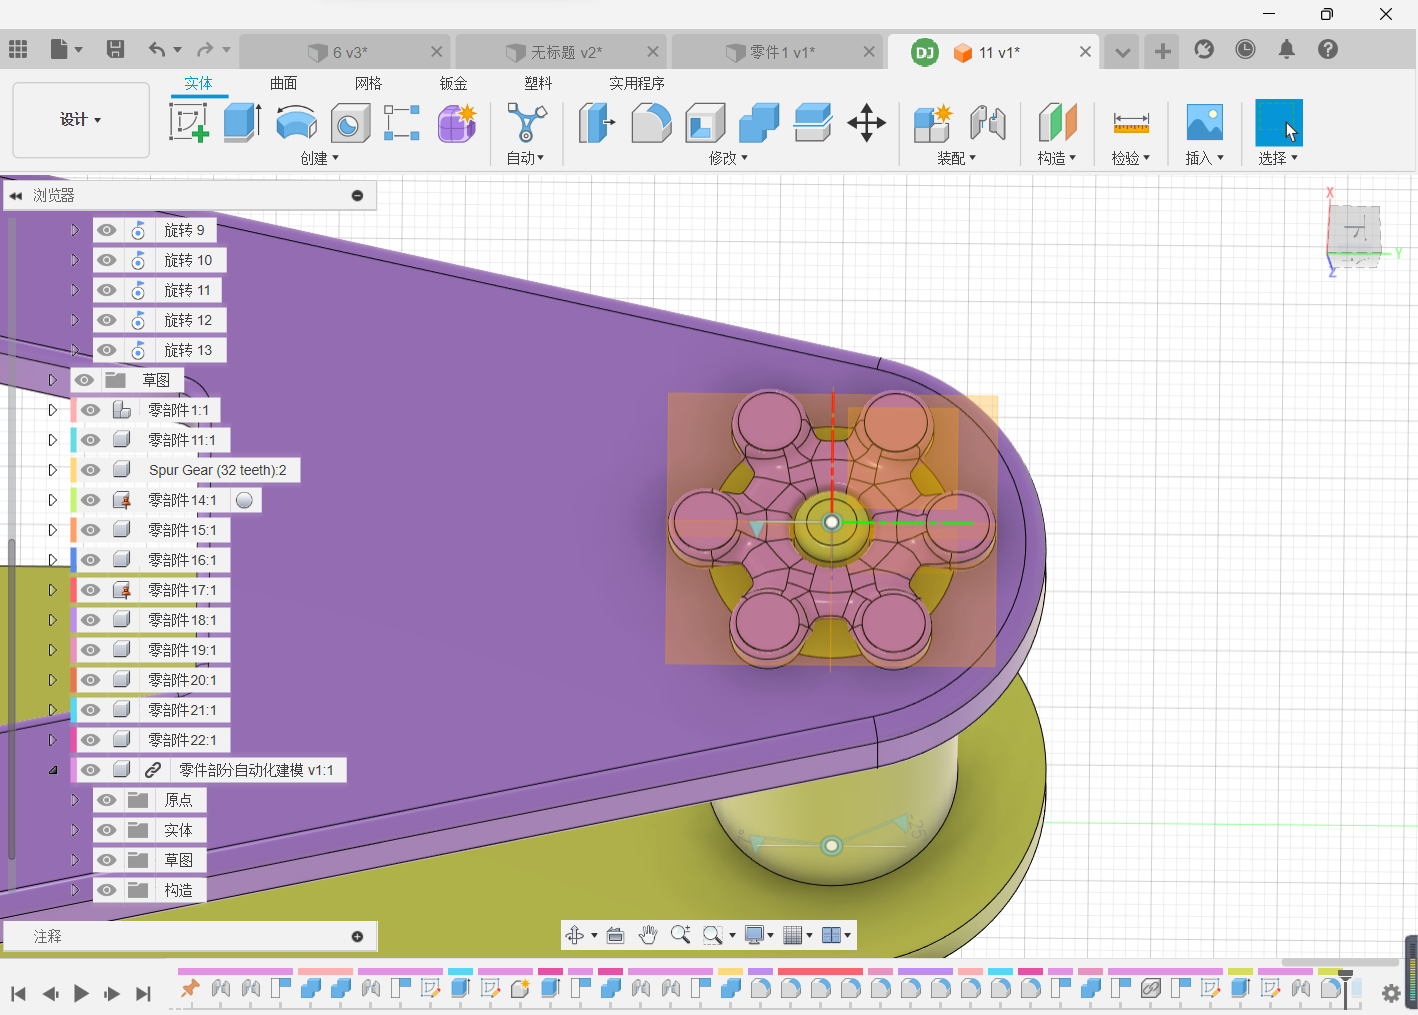 6 v3*
无标题 v2*
零件1 v1*
DJ
11 v1*
实体
曲面
网格
钣金
塑料
实用程序
设计
创建
自动
修改
装配
构造
检验
插入
选择
浏览器
旋转 9
旋转 10
旋转 11
旋转 12
旋转 13
草图
零部件1:1
零部件11:1
Spur Gear (32 teeth):2
零部件14:1
零部件15:1
零部件16:1
零部件17:1
零部件18:1
零部件19:1
零部件20:1
零部件21:1
零部件22:1
零件部分自动化建模 v1:1
原点
实体
草图
构造
注释
X
Y
Z